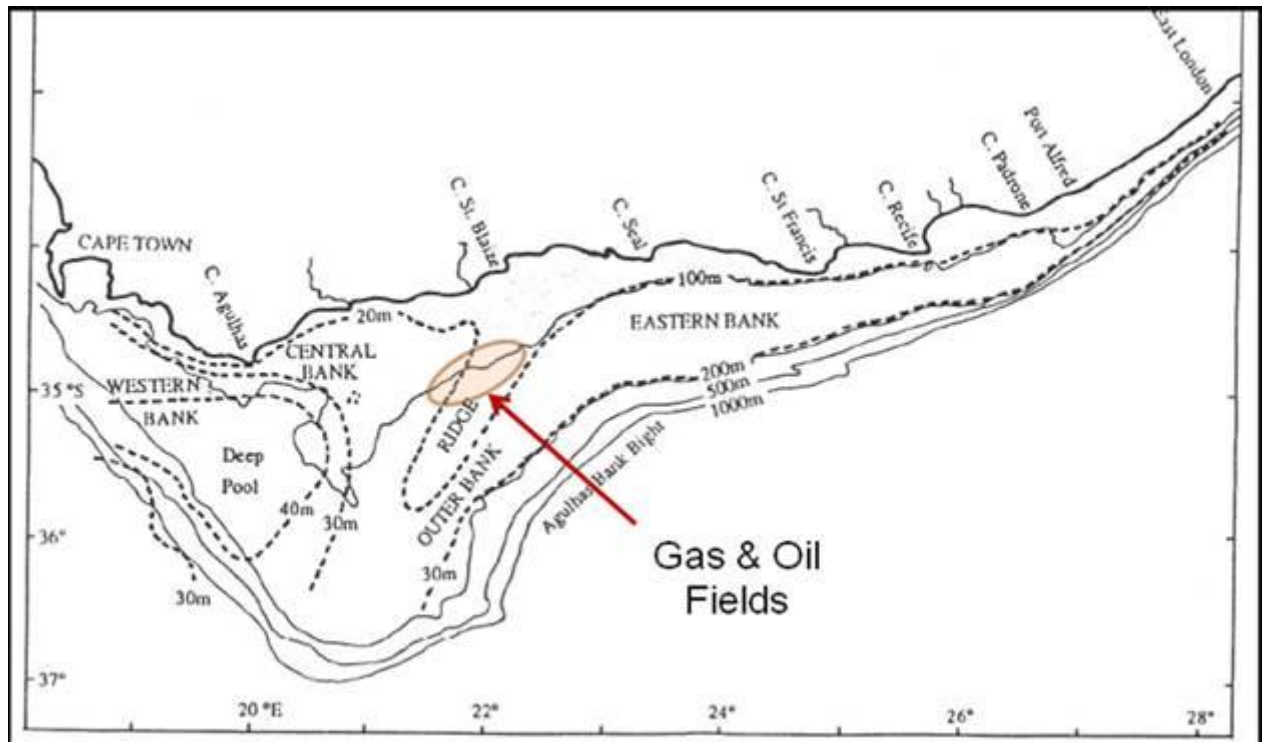 East London
Port Alfred
C. Padrone
C. Recife
C. St Francis
C. Seal
C. St. Blaize
C. Agulhas
CAPE TOWN
100m
20m
EASTERN BANK
CENTRAL
BANK
200m
500m
1000m
35 °S
WESTERN
BANK
RIDGE
Deep
Pool
OUTER BANK
Agulhas Bank Bight
40m
30m
36°
30m
30m
Gas & Oil
Fields
37°
20 °E
22°
24°
26°
28°